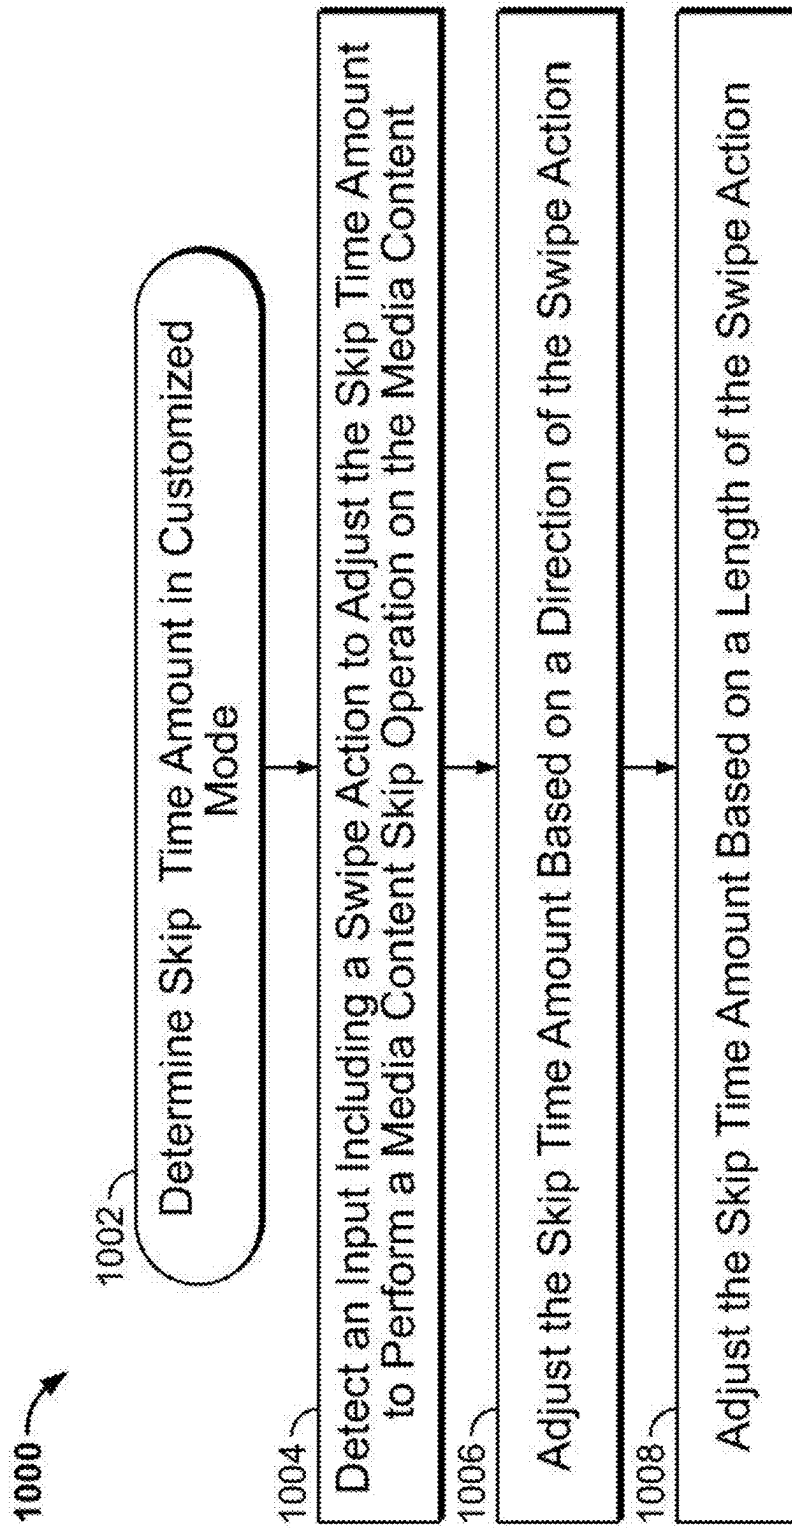 1000
1002
Determine Skip Time Amount in Customized
Mode
1004
Detect an Input Including a Swipe Action to Adjust the Skip Time Amount
to Perform a Media Content Skip Operation on the Media Content
1006
Adjust the Skip Time Amount Based on a Direction of the Swipe Action
1008
Adjust the Skip Time Amount Based on a Length of the Swipe Action